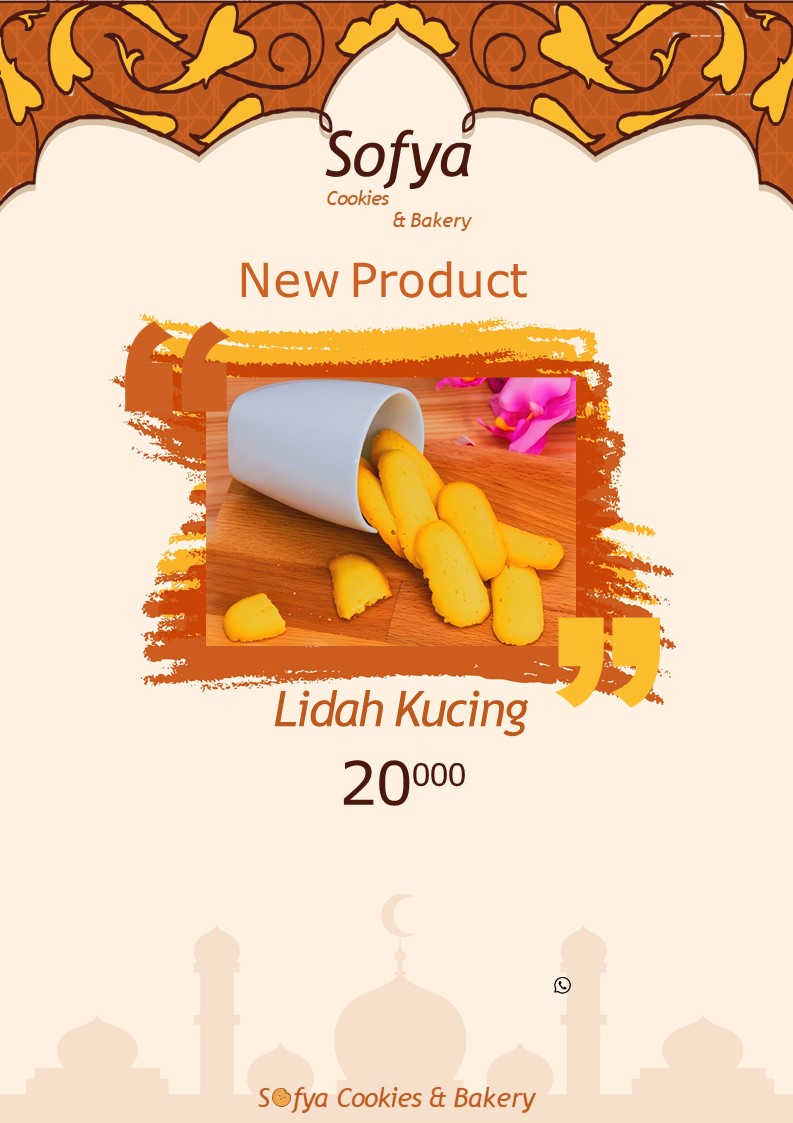 Sofya
Cookies
& Bakery
New Product
Lidah Kucing
20000
Sofya Cookies & Bakery